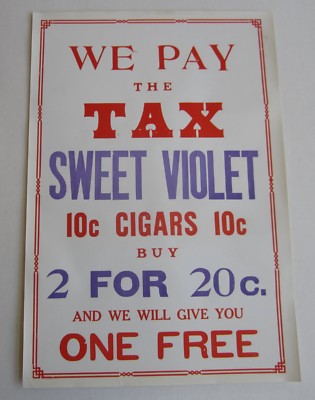 WE PAY
THE
TAX
SWEET VIOLET
10c CIGARS 10c
BUY
2 FOR 20c.
AND WE WILL GIVE YOU
ONE FREE